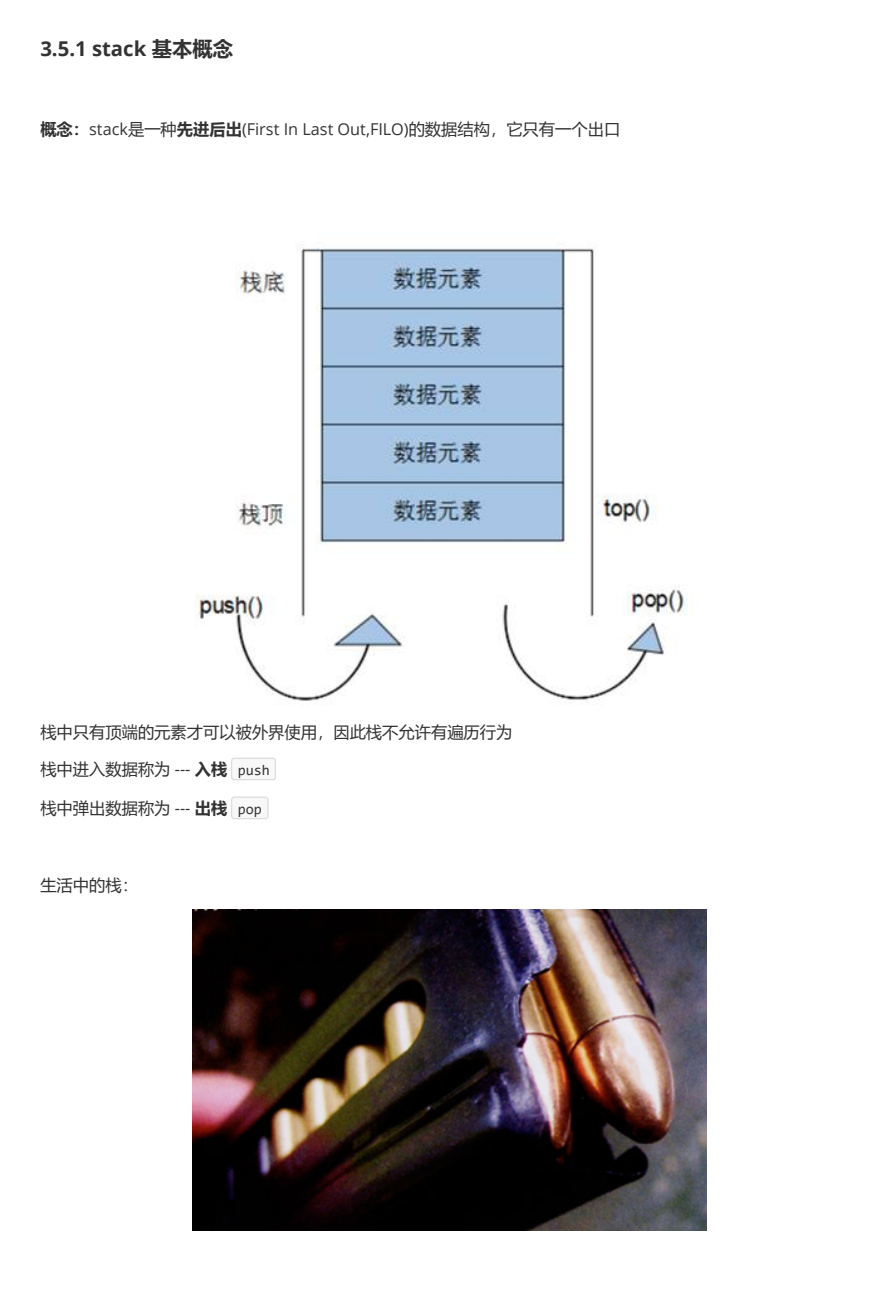 3.5.1 stack 基本概念
概念：stack是一种先进后出(First In Last Out,FILO)的数据结构，它只有一个出口
栈底
数据元素
数据元素
数据元素
数据元素
栈顶
数据元素
top()
push()
pop()
栈中只有顶端的元素才可以被外界使用，因此栈不允许有遍历行为
栈中进入数据称为 --- 入栈 push
栈中弹出数据称为 --- 出栈 pop
生活中的栈：